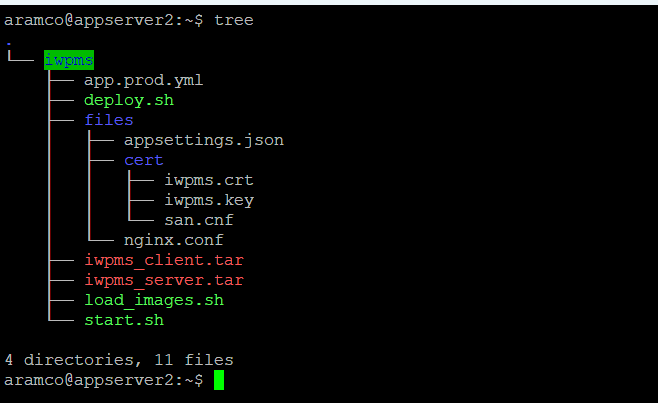 aramco@appserver2:~$ tree
.
└── iwpms
    ├── app.prod.yml
    ├── deploy.sh
    ├── files
    │   ├── appsettings.json
    │   ├── cert
    │   │   ├── iwpms.crt
    │   │   ├── iwpms.key
    │   │   └── san.cnf
    │   └── nginx.conf
    ├── iwpms_client.tar
    ├── iwpms_server.tar
    ├── load_images.sh
    └── start.sh
4 directories, 11 files
aramco@appserver2:~$